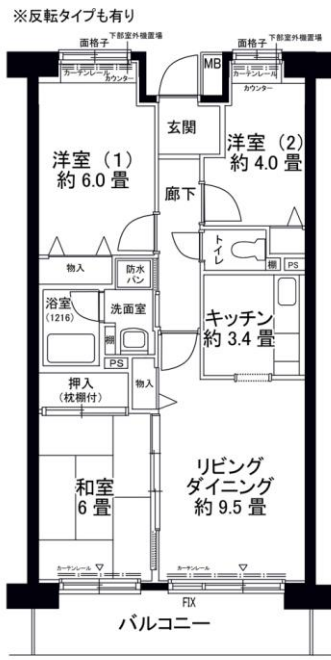 ※反転タイプも有り
下部室外機置場
面格子
カーテンレール
カウンター
MB
下部室外機置場
面格子
カーテンレール
カウンター
玄関
洋室（1）
約 6.0 畳
洋室（2）
約 4.0 畳
廊下
トイレ
棚
PS
物入
防水
パン
浴室
(1216)
洗面室
棚
PS
キッチン
約 3.4 畳
押入
(枕棚付)
物入
和室
6 畳
リビング
ダイニング
約 9.5 畳
カーテンレール
カーテンレール
FIX
バルコニー